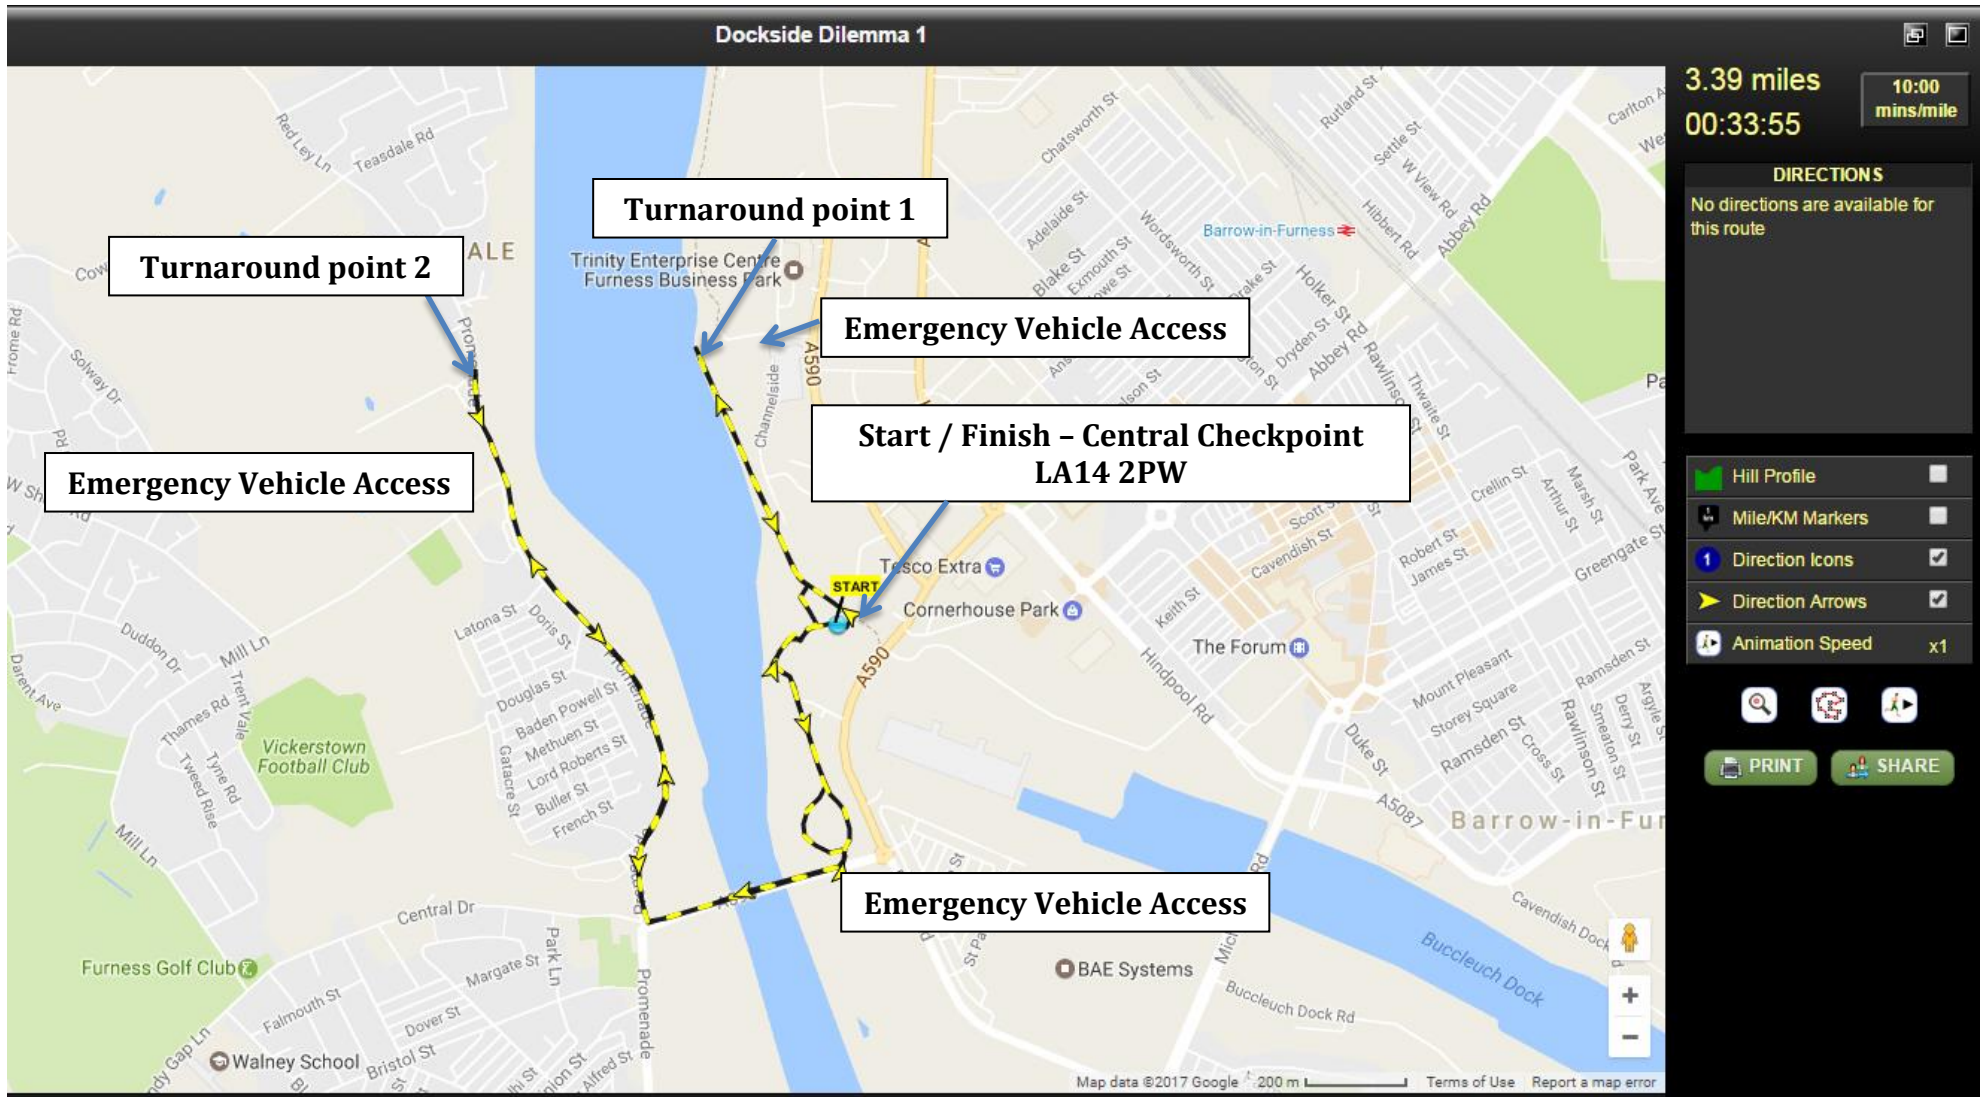 Dockside Dilemma 1
3.39 miles
00:33:55
10:00
mins/mile
DIRECTIONS
No directions are available for
this route
Hill Profile
Mile/KM Markers
Direction Icons
Direction Arrows
Animation Speed
x1
PRINT
SHARE
Turnaround point 1
Turnaround point 2
Emergency Vehicle Access
Start / Finish – Central Checkpoint
LA14 2PW
Emergency Vehicle Access
Emergency Vehicle Access
START
Red Ley Ln
Teasdale Rd
ALE
Trinity Enterprise Centre
Furness Business Park
Chatsworth St
Rutland St
Settle St
W View Rd
Hibbert Rd
Abbey Rd
Adelaide St
Wordsworth St
Barrow-in-Furness
Blake St
Exmouth St
Drake St
Holker St
Dryden St
Abbey Rd
Rawlinson St
Thwaite St
A590
Channelside
Frome Rd
Solway Dr
Crellin St
Arthur St
Marsh St
Park Ave
Scott St
Cavendish St
Robert St
James St
Greengate St
Tesco Extra
Cornerhouse Park
Keith St
The Forum
Hindpool Rd
A590
Mount Pleasant
Storey Square
Ramsden St
Ramsden St
Cross St
Rawlinson St
Smeaton St
Derry St
Argyle St
Duke St
A5087
Barrow-in-Fur
Latona St
Doris St
Promenade
Douglas St
Baden Powell St
Methuen St
Lord Roberts St
Gatacre St
Buller St
French St
Duddon Dr
Mill Ln
Darent Ave
Thames Rd
Trent Vale
Tyne Rd
Tweed Rise
Vickerstown
Football Club
Mill Ln
Central Dr
Park Ln
Margate St
Furness Golf Club
Falmouth St
Dover St
Promenade
Walney School
Bristol St
BAE Systems
Buccleuch Dock Rd
Buccleuch Dock
Map data ©2017 Google
200 m
Terms of Use
Report a map error